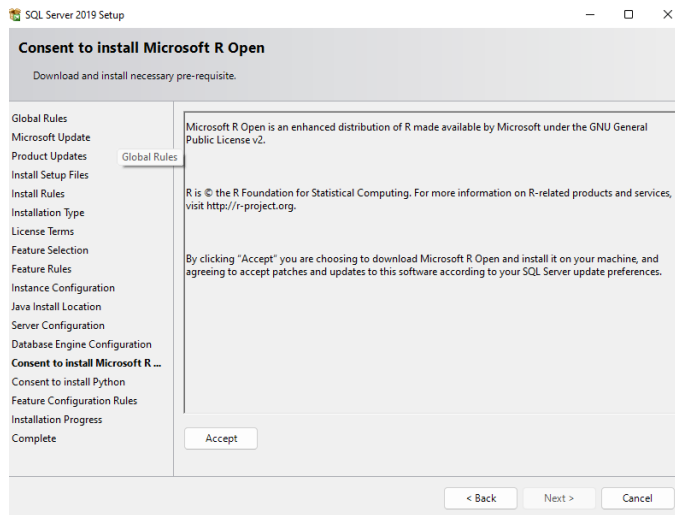 SQL Server 2019 Setup
Consent to install Microsoft R Open
Download and install necessary pre-requisite.
Global Rules
Microsoft Update
Product Updates
Global Rules
Install Setup Files
Install Rules
Installation Type
License Terms
Feature Selection
Feature Rules
Instance Configuration
Java Install Location
Server Configuration
Database Engine Configuration
Consent to install Microsoft R ...
Consent to install Python
Feature Configuration Rules
Installation Progress
Complete
Microsoft R Open is an enhanced distribution of R made available by Microsoft under the GNU General
Public License v2.
R is © the R Foundation for Statistical Computing. For more information on R-related products and services,
visit http://r-project.org.
By clicking "Accept" you are choosing to download Microsoft R Open and install it on your machine, and
agreeing to accept patches and updates to this software according to your SQL Server update preferences.
Accept
< Back
Next >
Cancel